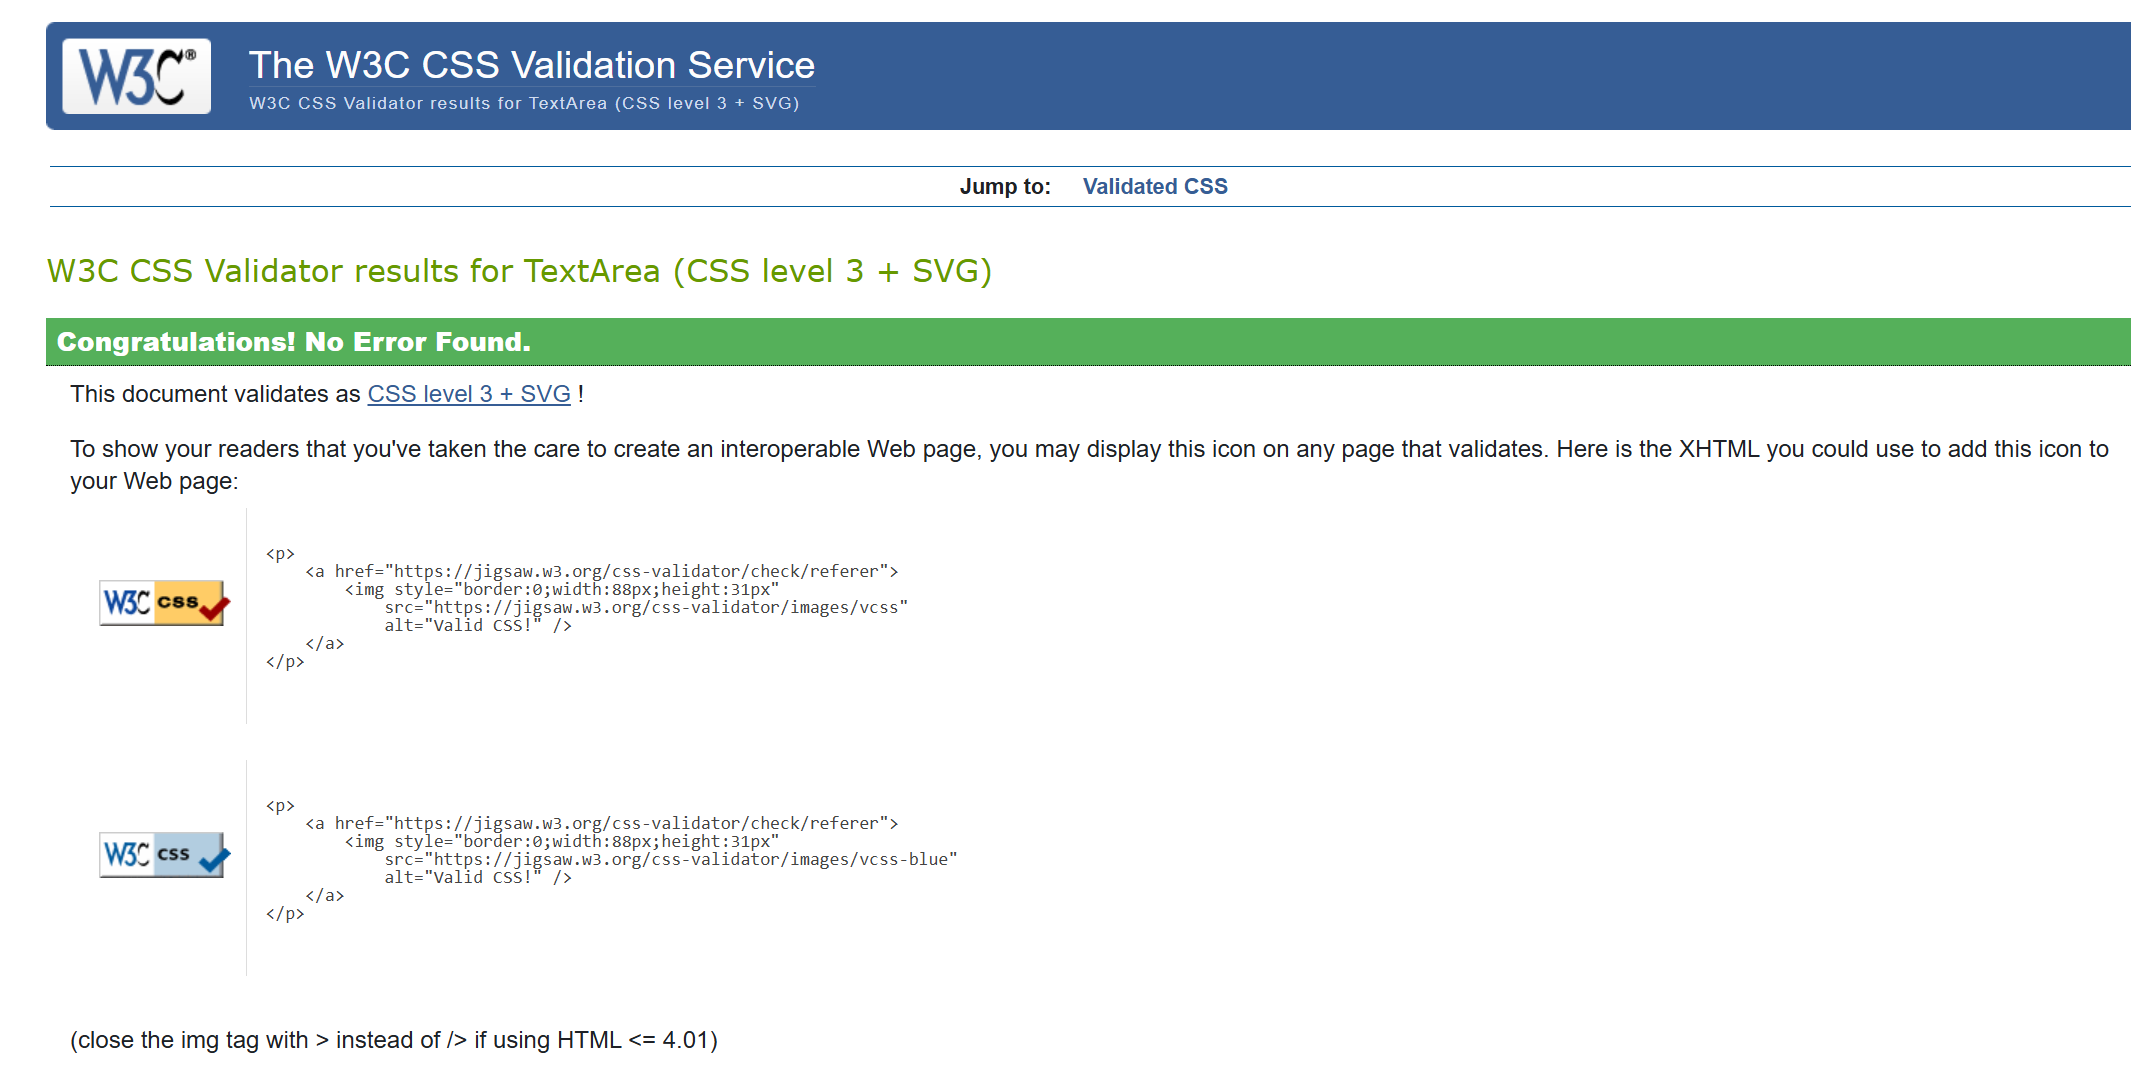 W3C®
The W3C CSS Validation Service
W3C CSS Validator results for TextArea (CSS level 3 + SVG)
Jump to: Validated CSS
W3C CSS Validator results for TextArea (CSS level 3 + SVG)
Congratulations! No Error Found.
This document validates as CSS level 3 + SVG !
To show your readers that you've taken the care to create an interoperable Web page, you may display this icon on any page that validates. Here is the XHTML you could use to add this icon to
your Web page:
<p>
    <a href="https://jigsaw.w3.org/css-validator/check/referer">
        <img style="border:0;width:88px;height:31px"
W3C css
            src="https://jigsaw.w3.org/css-validator/images/vcss"
            alt="Valid CSS!" />
    </a>
</p>
<p>
    <a href="https://jigsaw.w3.org/css-validator/check/referer">
        <img style="border:0;width:88px;height:31px"
W3C css
            src="https://jigsaw.w3.org/css-validator/images/vcss-blue"
            alt="Valid CSS!" />
    </a>
</p>
(close the img tag with > instead of /> if using HTML <= 4.01)